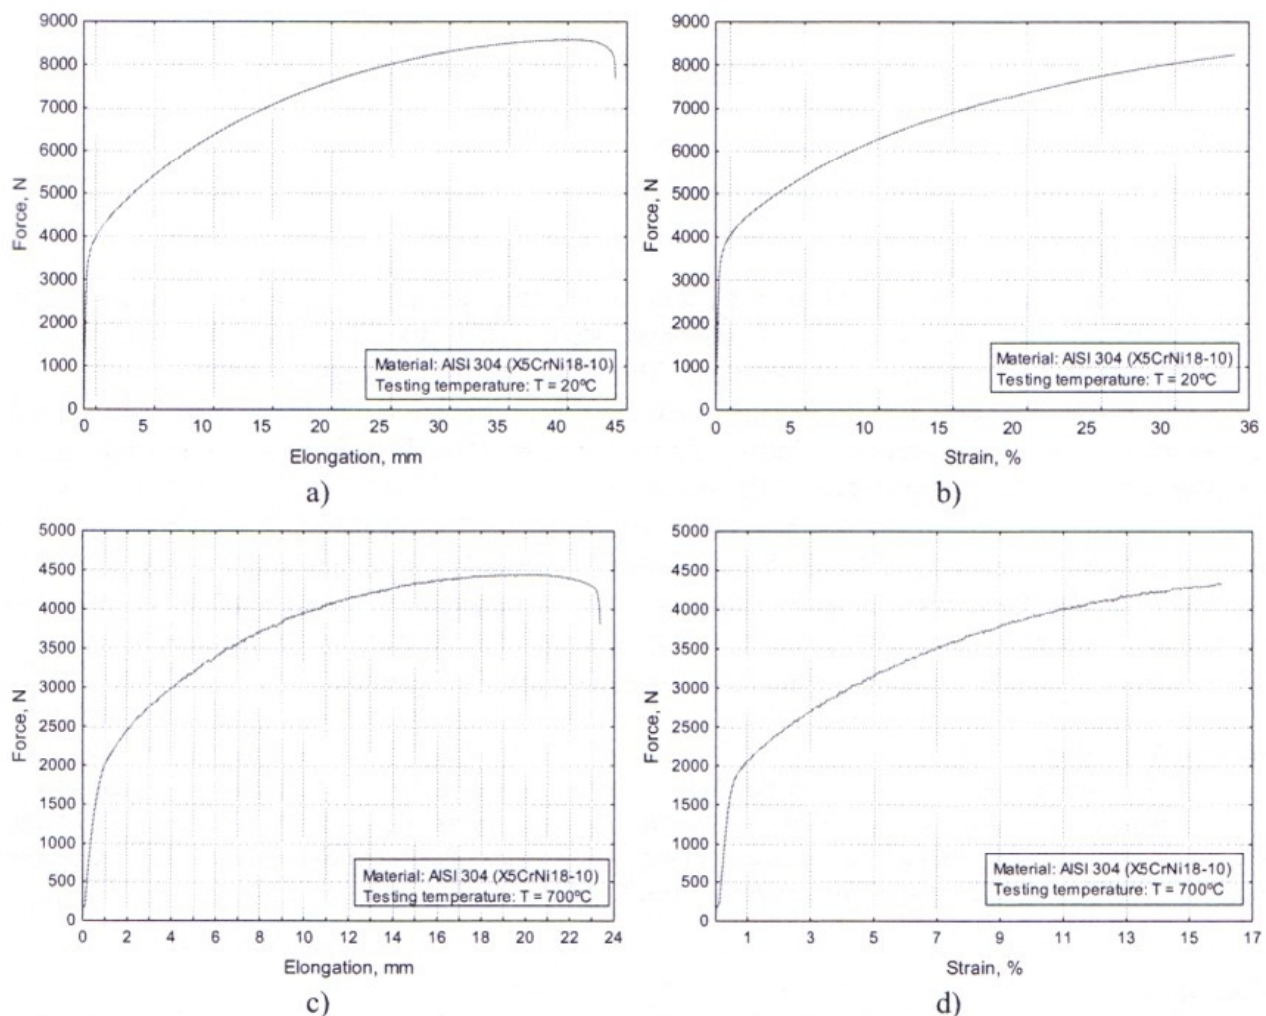 9000
8000
7000
6000
5000
4000
3000
2000
1000
0
Force, N
Material: AISI 304 (X5CrNi18-10)
Testing temperature: T = 20ºC
0 5 10 15 20 25 30 35 40 45
Elongation, mm
a)
9000
8000
7000
6000
5000
4000
3000
2000
1000
0
Force, N
Material: AISI 304 (X5CrNi18-10)
Testing temperature: T = 20ºC
0 5 10 15 20 25 30 36
Strain, %
b)
5000
4500
4000
3500
3000
2500
2000
1500
1000
500
0
Force, N
Material: AISI 304 (X5CrNi18-10)
Testing temperature: T = 700ºC
0 2 4 6 8 10 12 14 16 18 20 22 24
Elongation, mm
c)
5000
4500
4000
3500
3000
2500
2000
1500
1000
500
0
Force, N
Material: AISI 304 (X5CrNi18-10)
Testing temperature: T = 700ºC
1 3 5 7 9 11 13 15 17
Strain, %
d)